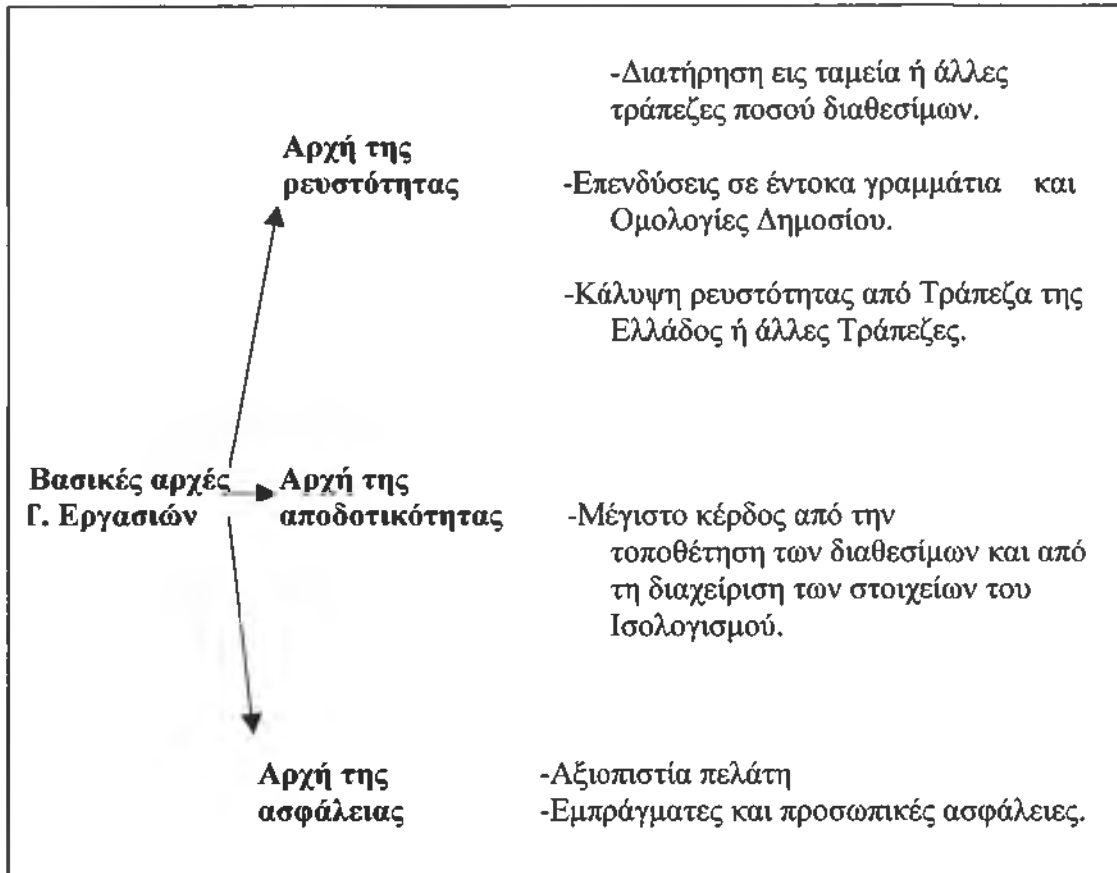 -Διατήρηση εις ταμεία ή άλλες
τράπεζες ποσού διαθεσίμων.
Αρχή της
ρευστότητας
-Επενδύσεις σε έντοκα γραμμάτια και
Ομολογίες Δημοσίου.
-Κάλυψη ρευστότητας από Τράπεζα της
Ελλάδος ή άλλες Τράπεζες.
Βασικές αρχές
Γ. Εργασιών
Αρχή της
αποδοτικότητας
-Μέγιστο κέρδος από την
τοποθέτηση των διαθεσίμων και από
τη διαχείριση των στοιχείων του
Ισολογισμού.
Αρχή της
ασφάλειας
-Αξιοπιστία πελάτη
-Εμπράγματες και προσωπικές ασφάλειες.